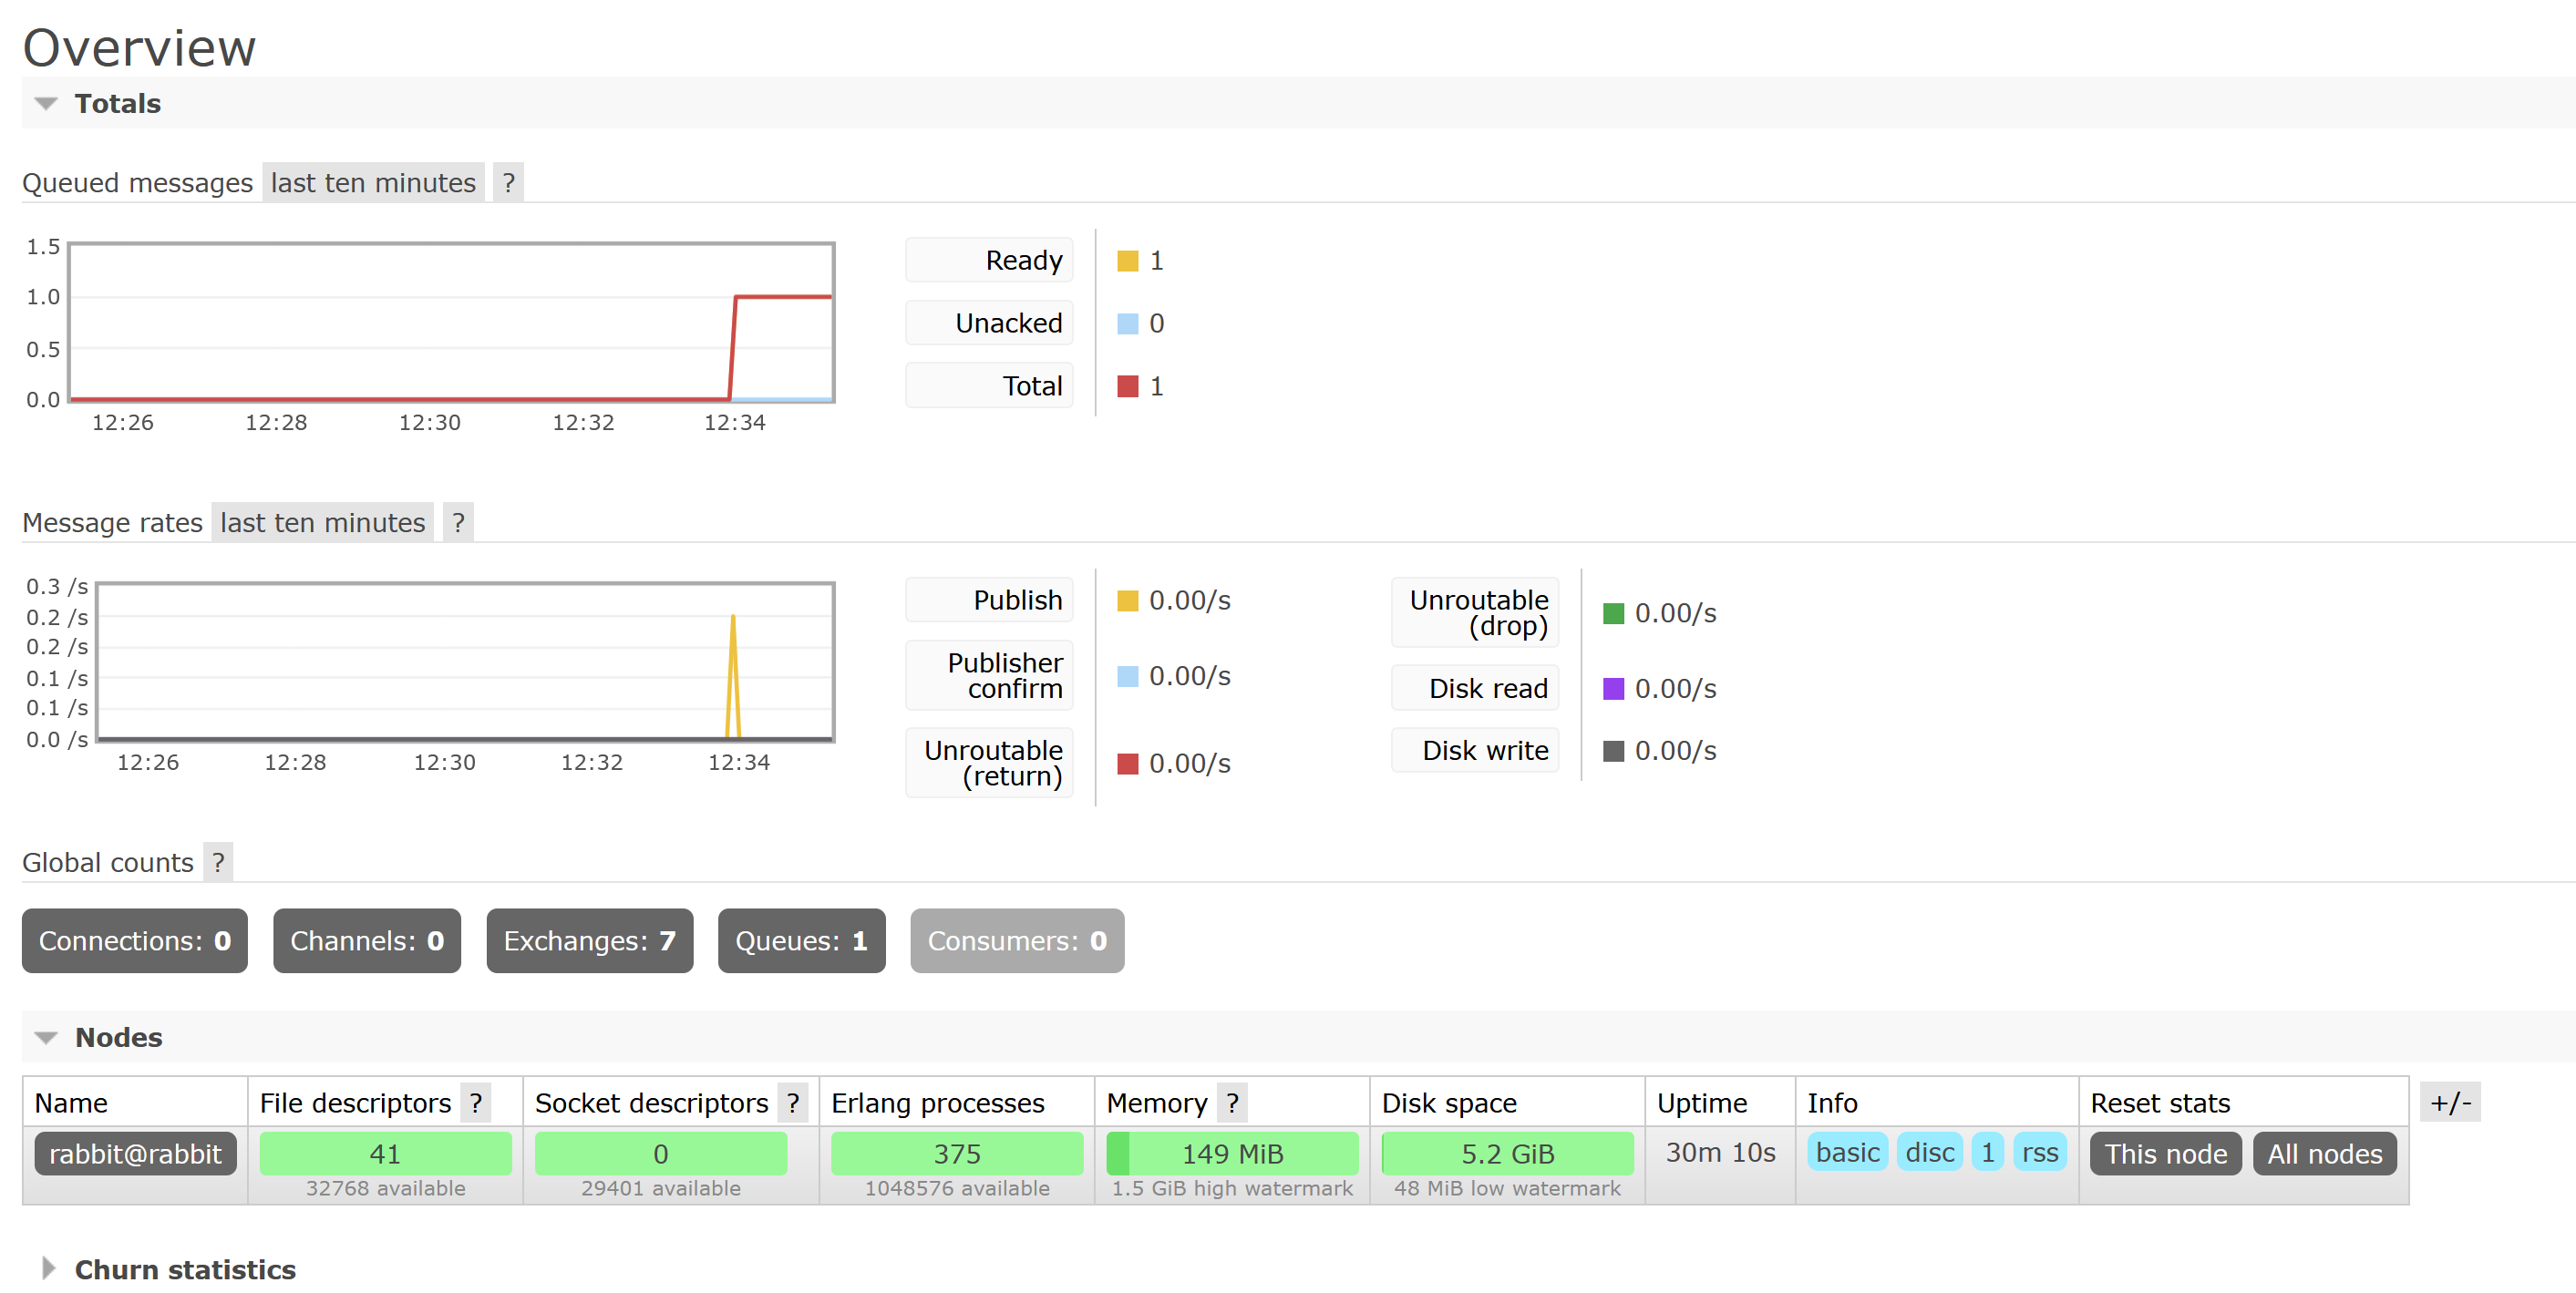 Overview
Totals
Queued messages last ten minutes ?
1.5
1.0
0.5
0.0
12:26 12:28 12:30 12:32 12:34
Ready 1
Unacked 0
Total 1
Message rates last ten minutes ?
0.3 /s
0.2 /s
0.2 /s
0.1 /s
0.1 /s
0.0 /s
12:26 12:28 12:30 12:32 12:34
Publish 0.00/s
Publisher
confirm 0.00/s
Unroutable
(return) 0.00/s
Unroutable
(drop) 0.00/s
Disk read 0.00/s
Disk write 0.00/s
Global counts ?
Connections: 0 Channels: 0 Exchanges: 7 Queues: 1 Consumers: 0
Nodes
Name File descriptors ? Socket descriptors ? Erlang processes Memory ? Disk space Uptime Info Reset stats +/-
rabbit@rabbit 41 0 375 149 MiB 5.2 GiB 30m 10s basic disc 1 rss This node All nodes
32768 available 29401 available 1048576 available 1.5 GiB high watermark 48 MiB low watermark
Churn statistics